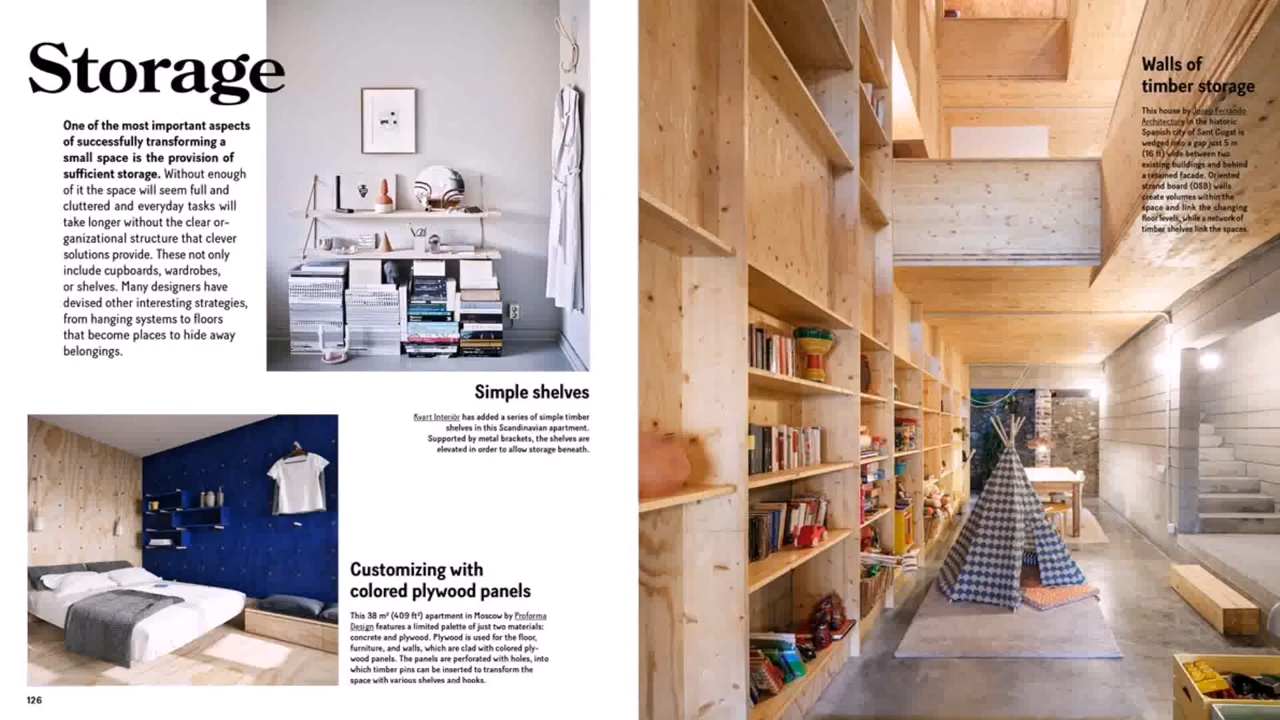 Storage
One of the most important aspects
of successfully transforming a
small space is the provision of
sufficient storage. Without enough
of it the space will seem full and
cluttered and everyday tasks will
take longer without the clear or-
ganizational structure that clever
solutions provide. These not only
include cupboards, wardrobes,
or shelves. Many designers have
devised other interesting strategies,
from hanging systems to floors
that become places to hide away
belongings.
Simple shelves
Kvart Interiör has added a series of simple timber
shelves in this Scandinavian apartment.
Supported by metal brackets, the shelves are
elevated in order to allow storage beneath.
Customizing with
colored plywood panels
This 38 m² (409 ft²) apartment in Moscow by Proforma
Design features a limited palette of just two materials:
concrete and plywood. Plywood is used for the floor,
furniture, and walls, which are clad with colored ply-
wood panels. The panels are perforated with holes, into
which timber pins can be inserted to transform the
space with various shelves and hooks.
126
Walls of
timber storage
This house by Josep Ferrando
Architecture in the historic
Spanish city of Sant Cugat is
wedged into a gap just 5 m
(16 ft) wide between two
existing buildings and behind
a retained facade. Oriented
strand board (OSB) walls
create volumes within the
space and link the changing
floor levels, while a network of
timber shelves link the spaces.